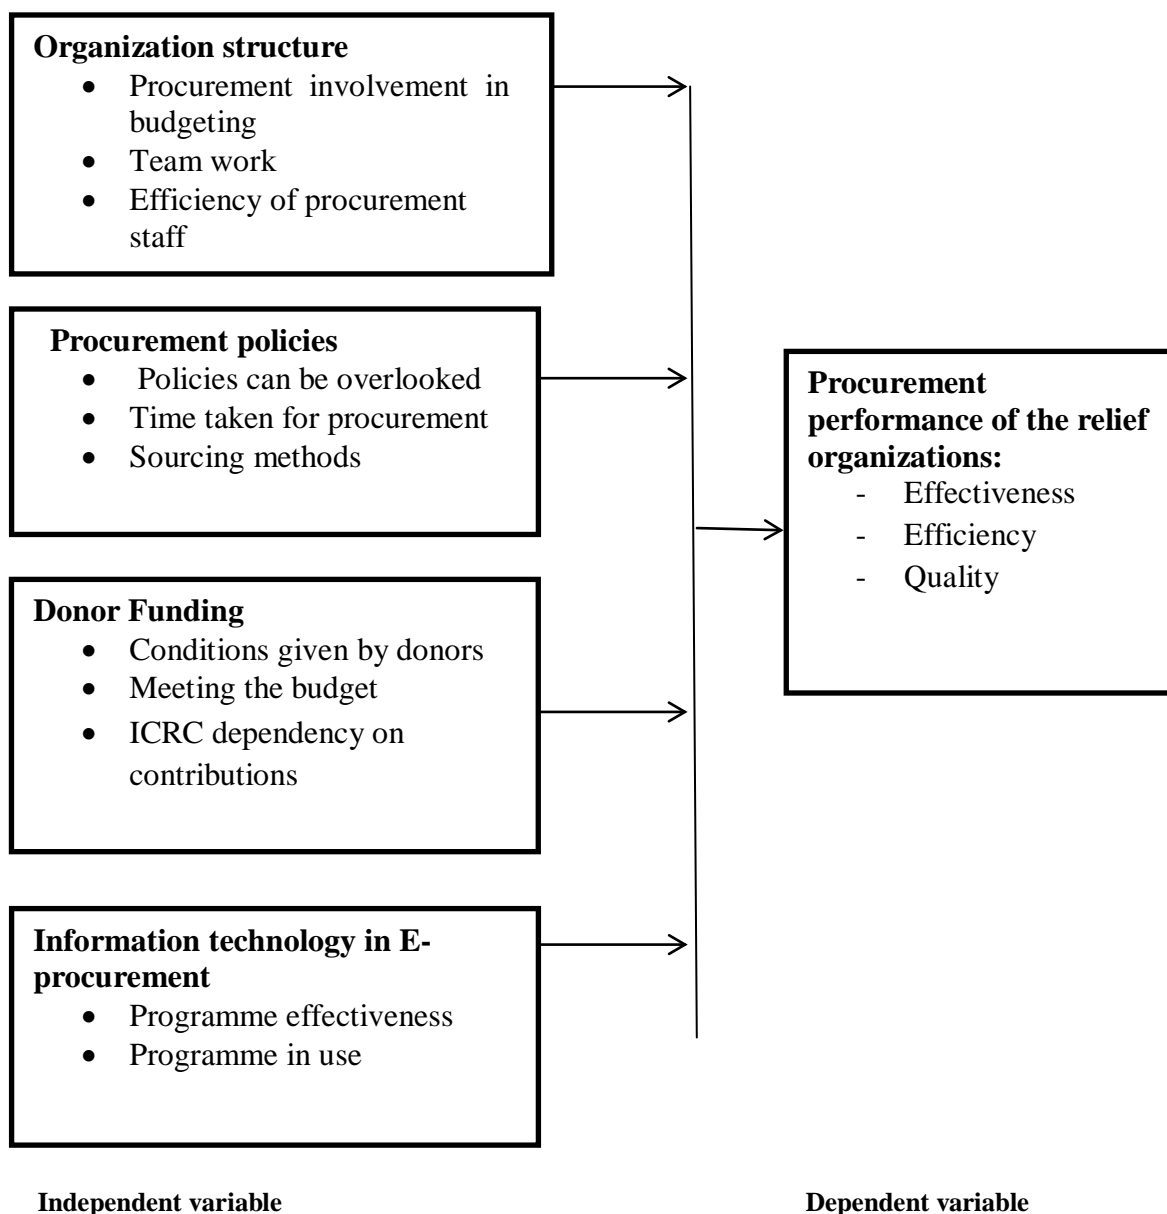 Organization structure
• Procurement involvement in
budgeting
• Team work
• Efficiency of procurement
staff
Procurement policies
• Policies can be overlooked
• Time taken for procurement
• Sourcing methods
Donor Funding
• Conditions given by donors
• Meeting the budget
• ICRC dependency on
contributions
Information technology in E-
procurement
• Programme effectiveness
• Programme in use
Procurement
performance of the relief
organizations:
- Effectiveness
- Efficiency
- Quality
Independent variable
Dependent variable